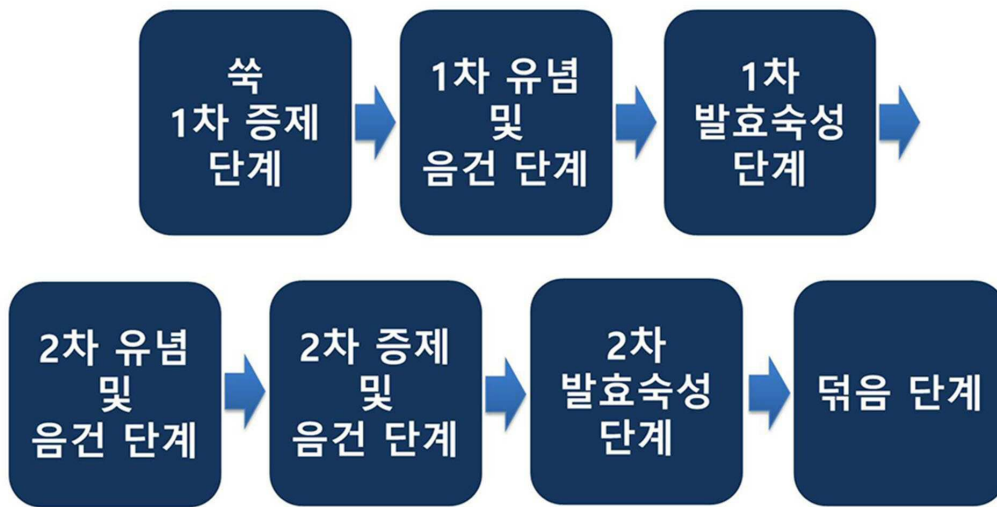 쑥
1차 증제
단계
1차 유념
및
음건 단계
1차
발효숙성
단계
2차 유념
및
음건 단계
2차 증제
및
음건 단계
2차
발효숙성
단계
덖음 단계